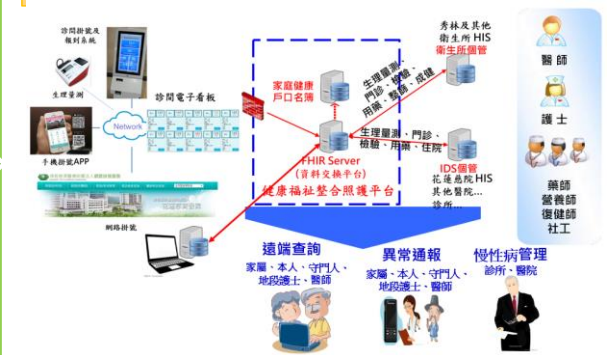 診間掛號及
報到系統
生理量測
診間電子看板
Network
手機掛號APP
網路掛號
家庭健康
戶口名簿
FHIR Server
(資料交換平台)
健康福祉整合照護平台
秀林及其他
衛生所 HIS
衛生所個管
生理量測、
門診、檢驗、
用藥、醫師、成健
生理量測、門診、
檢驗、用藥、住院
IDS個管
花蓮慈院 HIS
其他醫院...
診所...
醫師
護士
藥師
營養師
復健師
社工
遠端查詢
家屬、本人、守門人、
地段護士、醫師
異常通報
家屬、本人、守門人、
地段護士、醫師
慢性病管理
診所、醫院